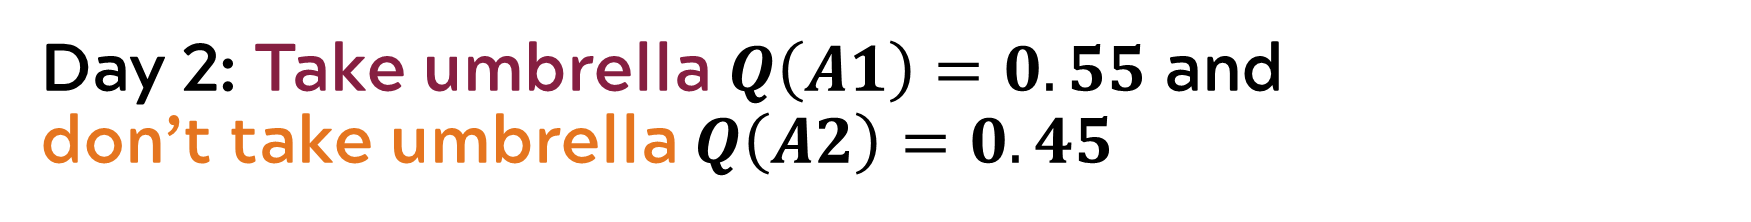 Day 2: Take umbrella Q(A1) = 0.55 and
don’t take umbrella Q(A2) = 0.45